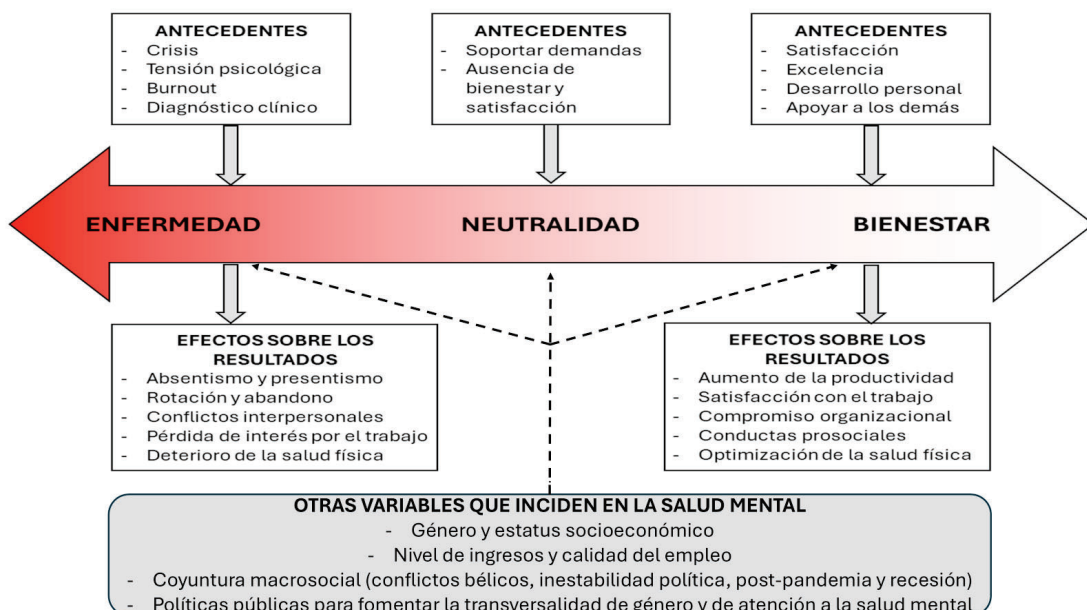 ANTECEDENTES
- Crisis
- Tensión psicológica
- Burnout
- Diagnóstico clínico
ANTECEDENTES
- Soportar demandas
- Ausencia de
bienestar y
satisfacción
ANTECEDENTES
- Satisfacción
- Excelencia
- Desarrollo personal
- Apoyar a los demás
ENFERMEDAD
NEUTRALIDAD
BIENESTAR
EFECTOS SOBRE LOS
RESULTADOS
- Absentismo y presentismo
- Rotación y abandono
- Conflictos interpersonales
- Pérdida de interés por el trabajo
- Deterioro de la salud física
EFECTOS SOBRE LOS
RESULTADOS
- Aumento de la productividad
- Satisfacción con el trabajo
- Compromiso organizacional
- Conductas prosociales
- Optimización de la salud física
OTRAS VARIABLES QUE INCIDEN EN LA SALUD MENTAL
- Género y estatus socioeconómico
- Nivel de ingresos y calidad del empleo
- Coyuntura macrosocial (conflictos bélicos, inestabilidad política, post-pandemia y recesión)
- Políticas públicas para fomentar la transversalidad de género y de atención a la salud mental